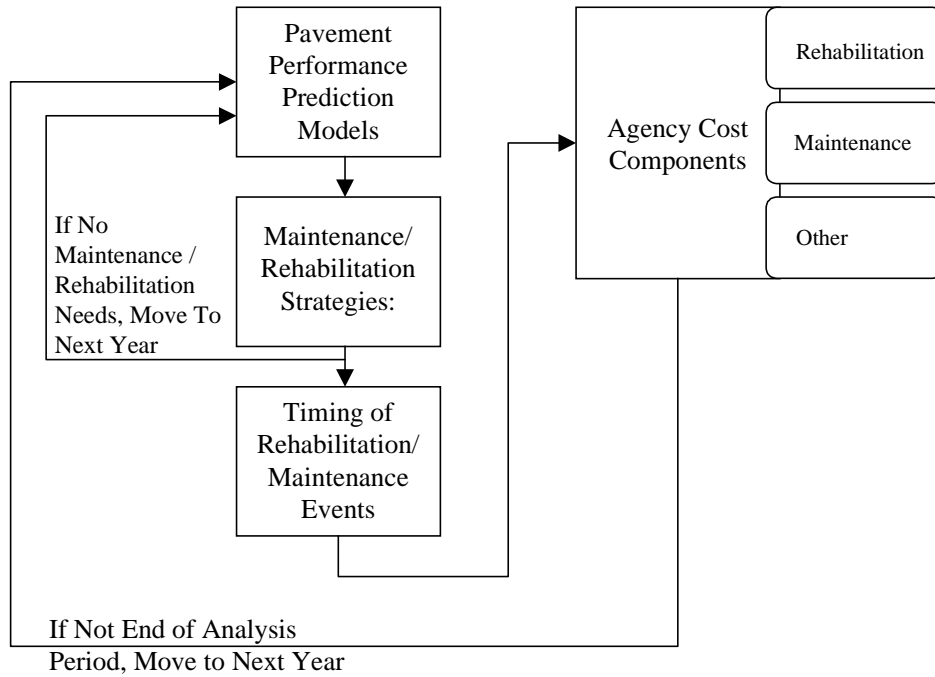 Pavement
Performance
Prediction
Models
If No
Maintenance /
Rehabilitation
Needs, Move To
Next Year
Maintenance/
Rehabilitation
Strategies:
Timing of
Rehabilitation/
Maintenance
Events
Agency Cost
Components
Rehabilitation
Maintenance
Other
If Not End of Analysis
Period, Move to Next Year